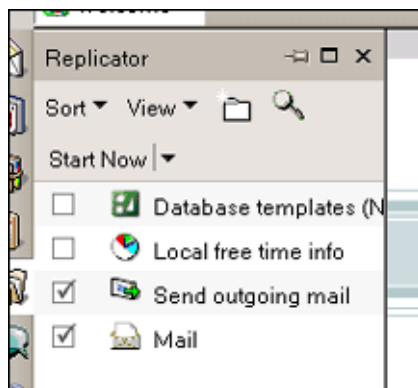 Replicator
Sort View
Start Now
Database templates (N
Local free time info
Send outgoing mail
Mail